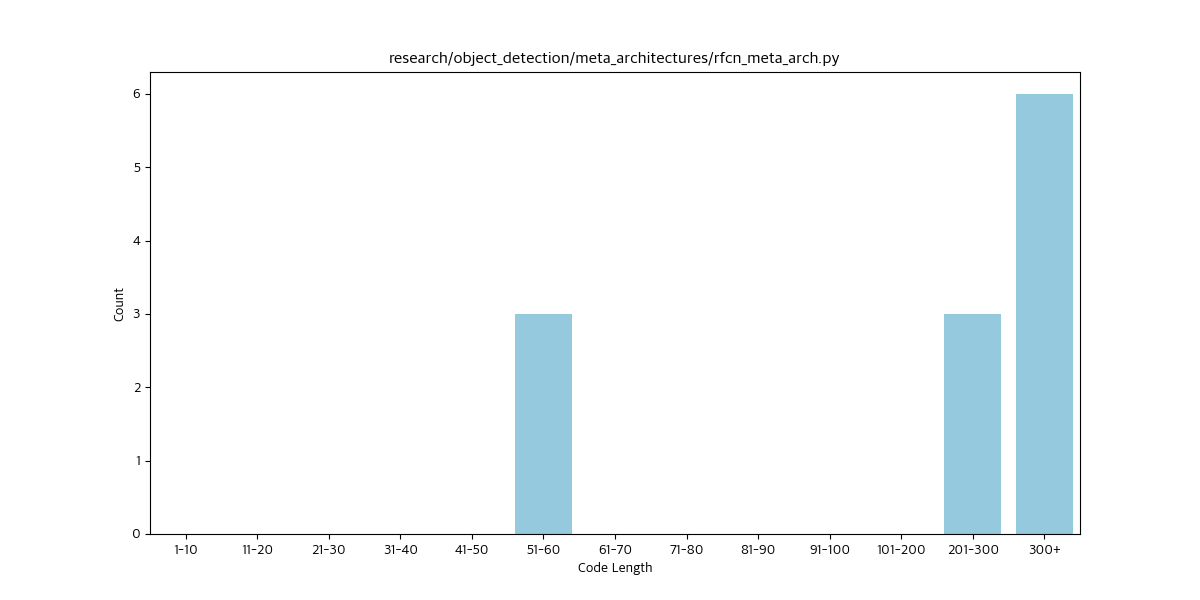 research/object_detection/meta_architectures/rfcn_meta_arch.py
6
5
4
3
2
1
0
Count
1-10 11-20 21-30 31-40 41-50 51-60 61-70 71-80 81-90 91-100 101-200 201-300 300+
Code Length